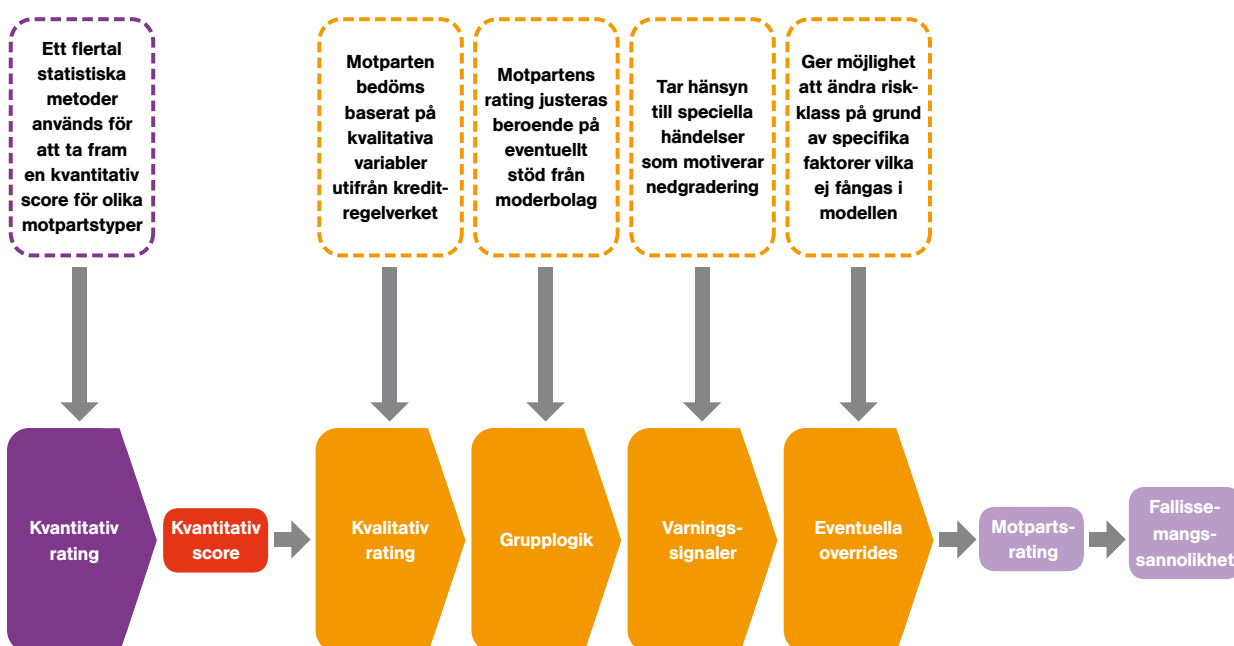 Ett flertal
statistiska
metoder
används för
att ta fram
en kvantitativ
score för olika
motpartstyper
Motparten
bedöms
baserat på
kvalitativa
variabler
utifrån kredit-
regelverket
Motpartens
rating justeras
beroende på
eventuellt
stöd från
moderbolag
Tar hänsyn
till speciella
händelser
som motiverar
nedgradering
Ger möjlighet
att ändra risk-
klass på grund
av specifika
faktorer vilka
ej fångas i
modellen
Kvantitativ
rating
Kvantitativ
score
Kvalitativ
rating
Grupplogik
Varnings-
signaler
Eventuella
overrides
Motparts-
rating
Fallisse-
mangs-
sannolikhet